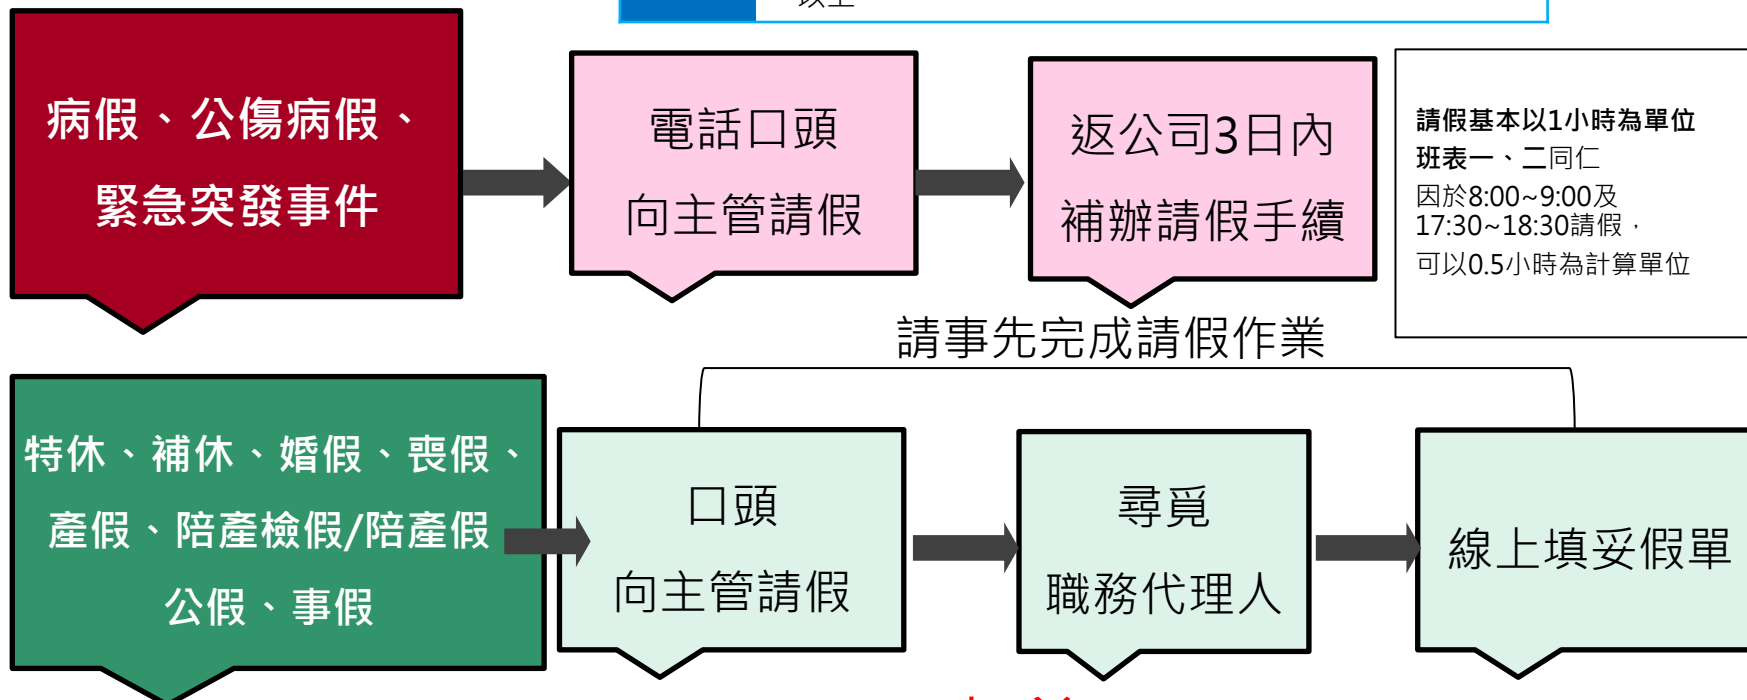 以上
病假、公傷病假、
緊急突發事件
電話口頭
向主管請假
返公司3日內
補辦請假手續
請假基本以1小時為單位
班表一、二同仁
因於8:00~9:00及
17:30~18:30請假，
可以0.5小時為計算單位
請事先完成請假作業
特休、補休、婚假、喪假、
產假、陪產檢假/陪產假
公假、事假
口頭
向主管請假
尋覓
職務代理人
線上填妥假單